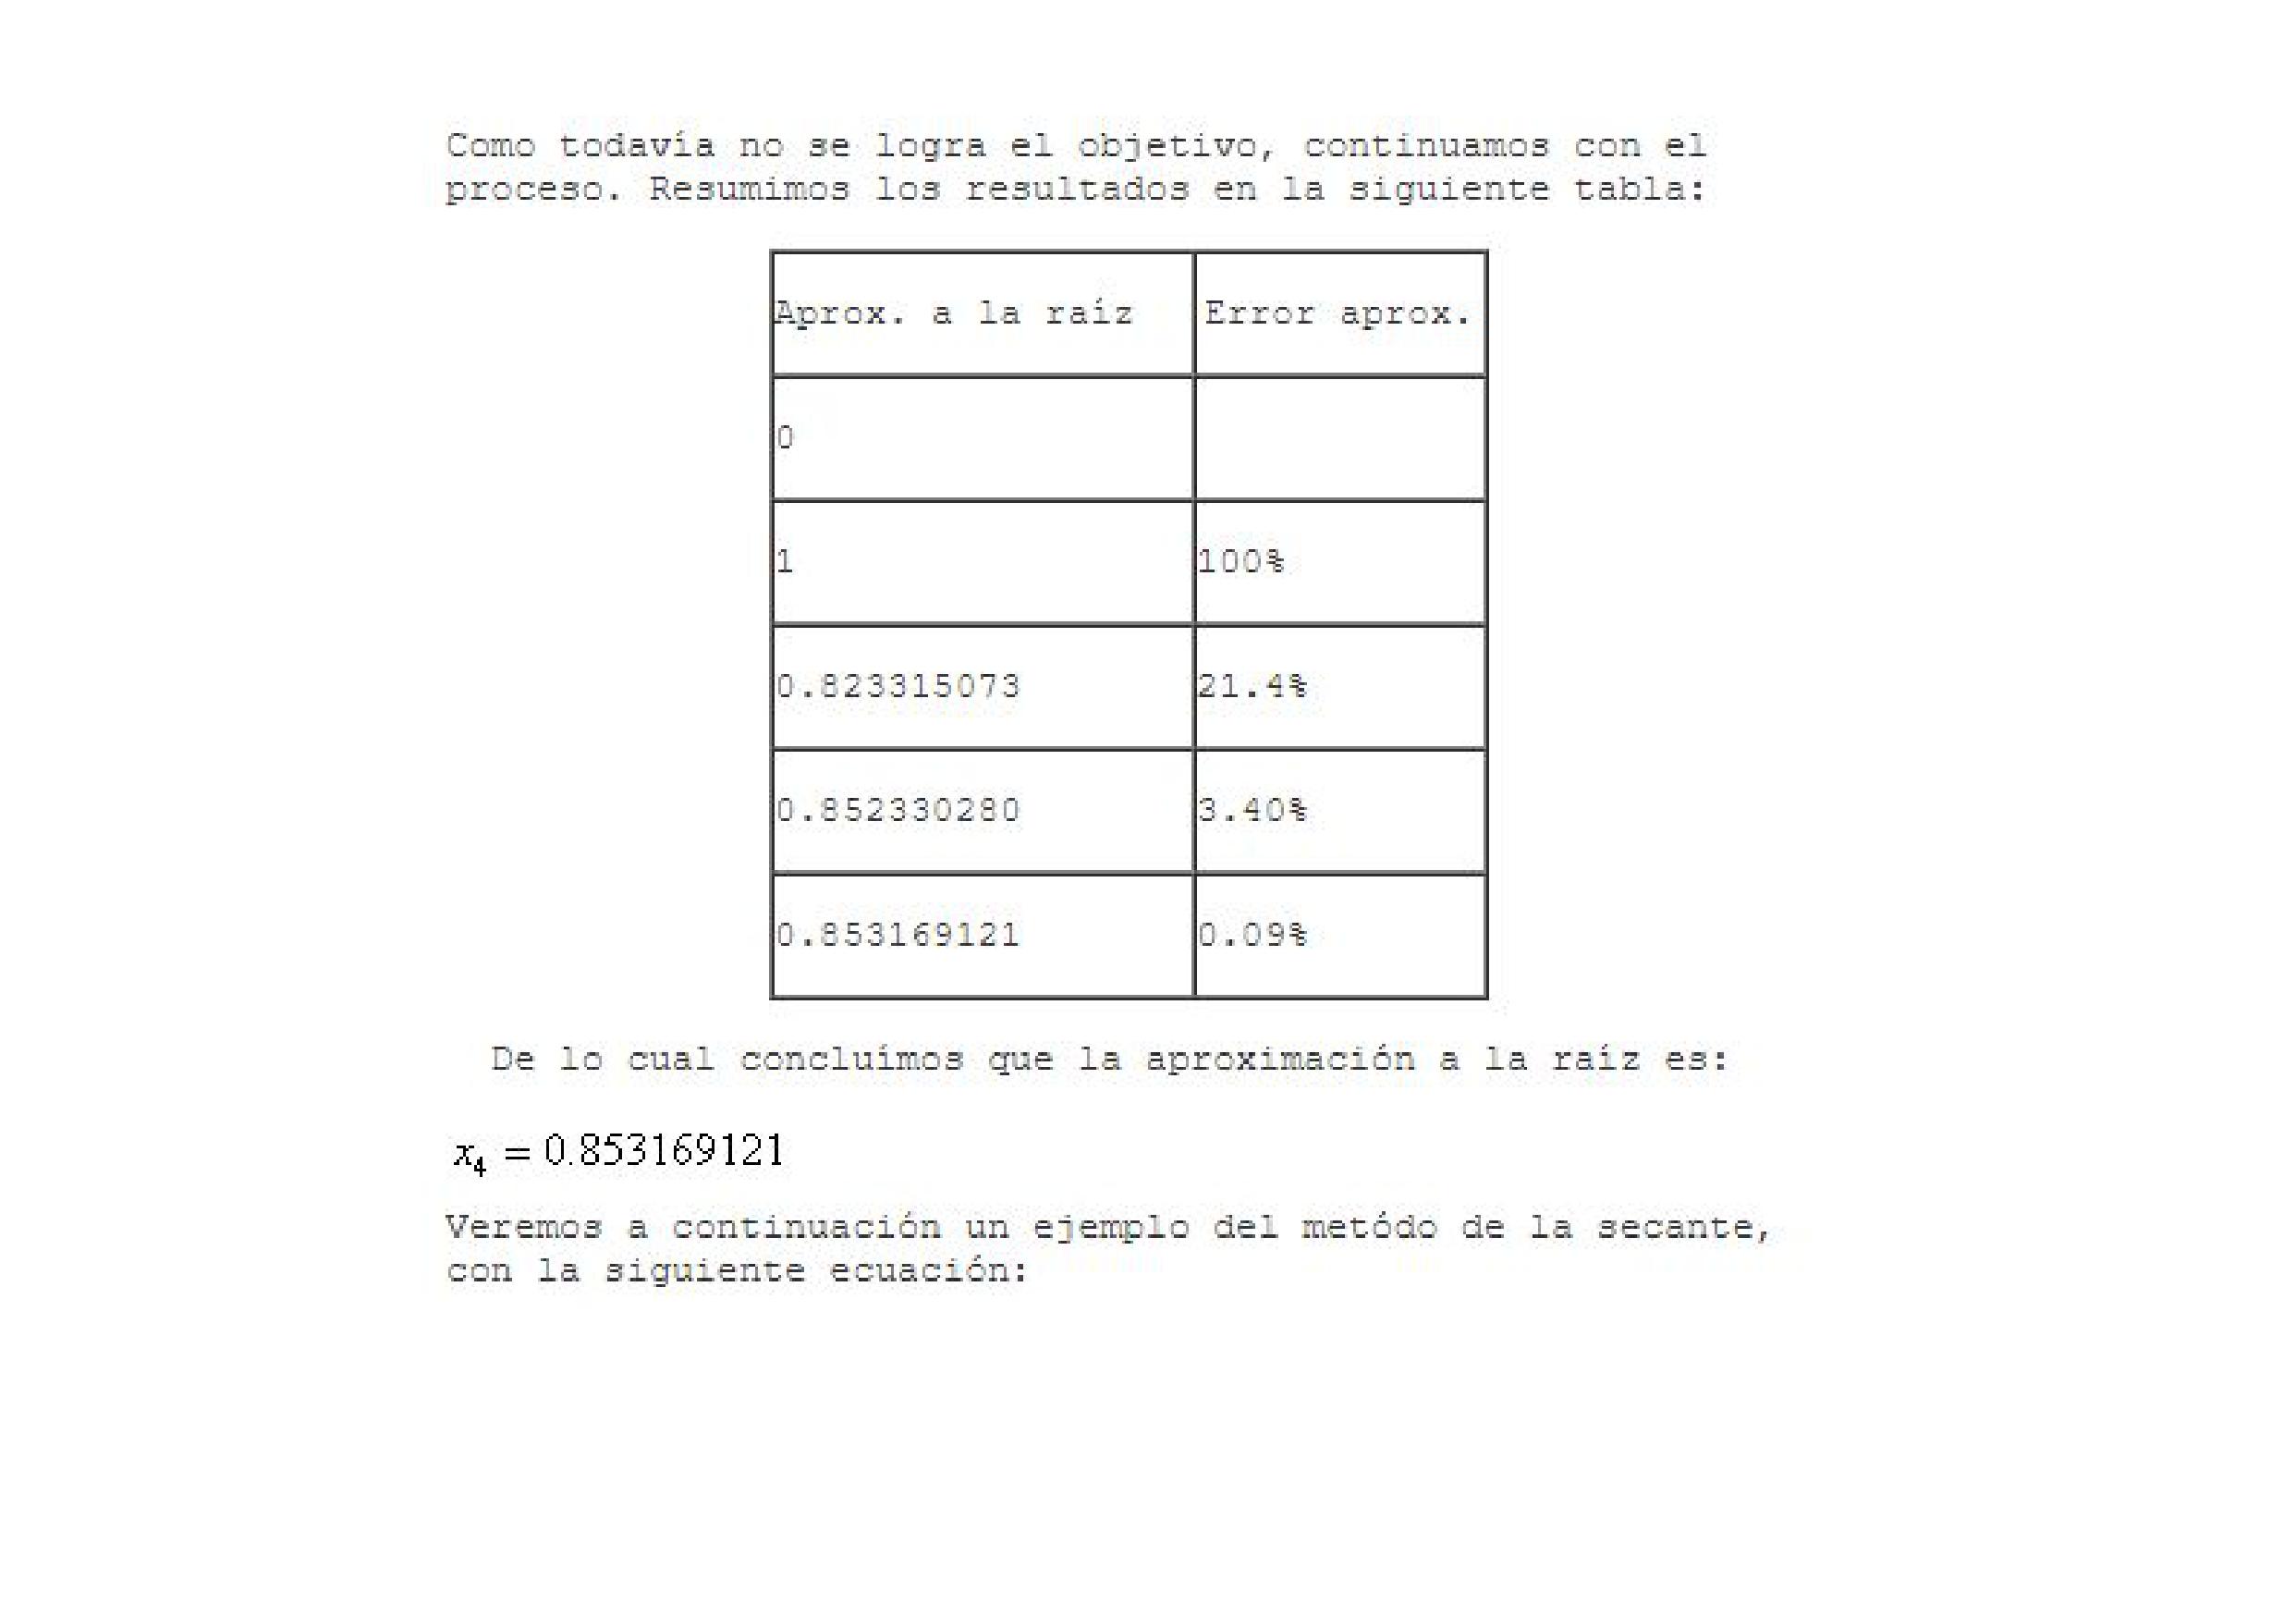 Como todavía no se logra el objetivo, continuamos con el
proceso. Resumimos los resultados en la siguiente tabla:
Aprox. a la raíz Error aprox.
0
1 100%
0.823315073 21.4%
0.852330280 3.40%
0.853169121 0.09%
De lo cual concluímos que la aproximación a la raíz es:
x₄ = 0.853169121
Veremos a continuación un ejemplo del metódo de la secante,
con la siguiente ecuación: